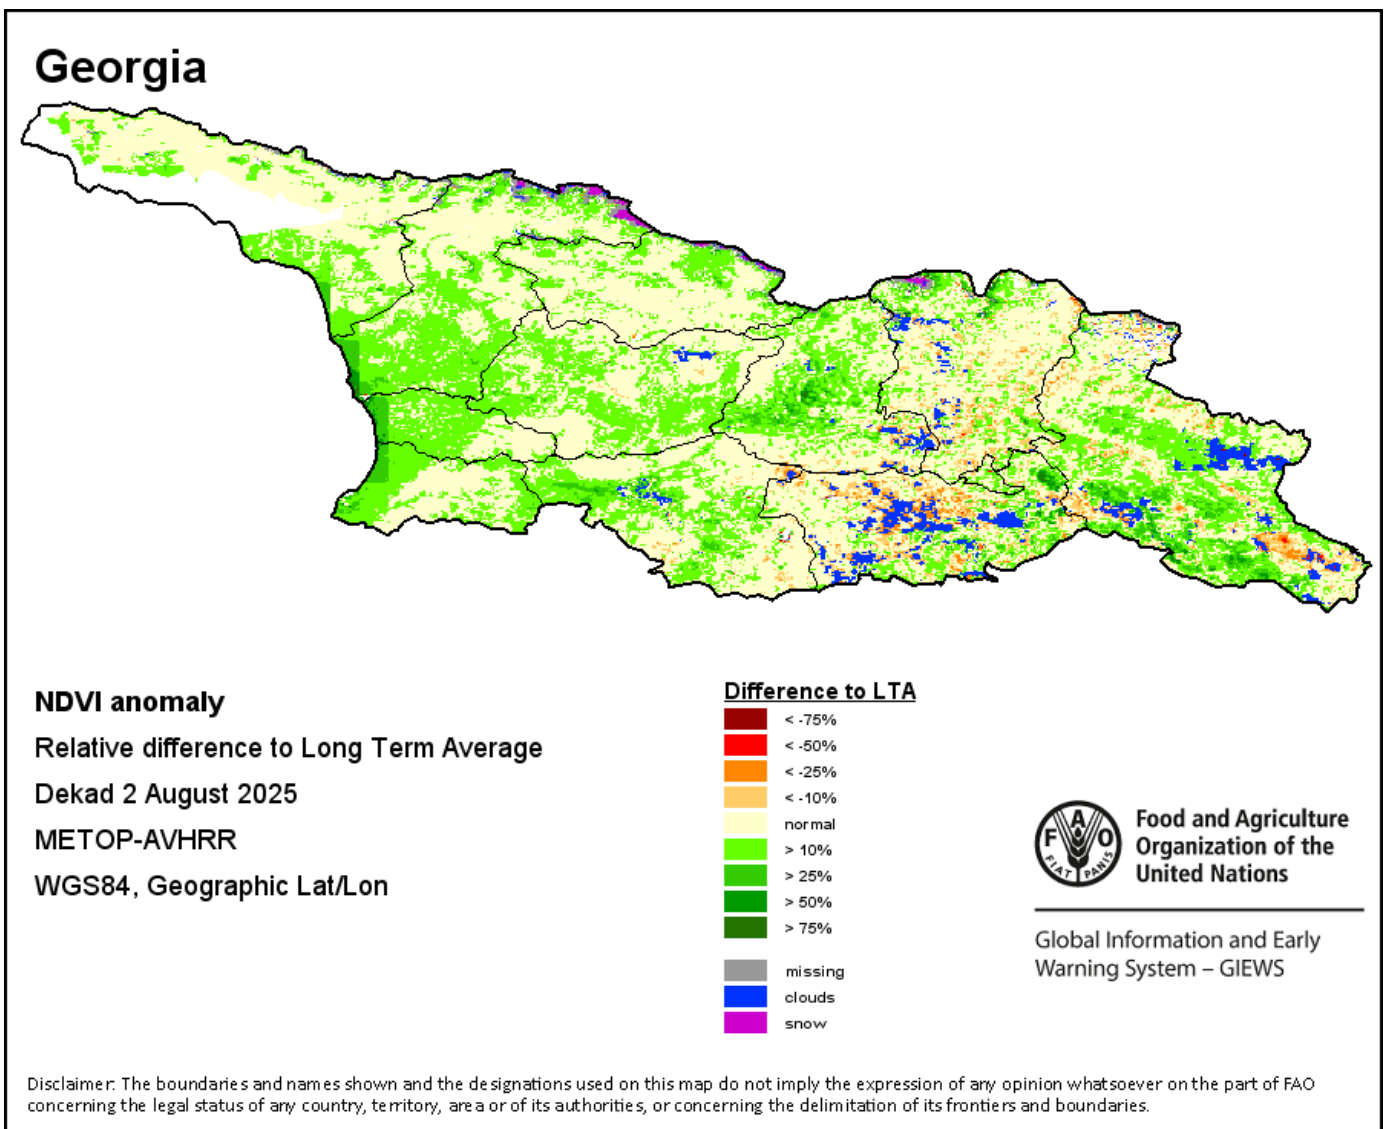 Georgia
NDVI anomaly
Relative difference to Long Term Average
Dekad 2 August 2025
METOP-AVHRR
WGS84, Geographic Lat/Lon
Difference to LTA
< -75%
< -50%
< -25%
< -10%
normal
> 10%
> 25%
> 50%
> 75%
missing
clouds
snow
F A O
FIAT PANIS
Food and Agriculture
Organization of the
United Nations
Global Information and Early
Warning System – GIEWS
Disclaimer: The boundaries and names shown and the designations used on this map do not imply the expression of any opinion whatsoever on the part of FAO
concerning the legal status of any country, territory, area or of its authorities, or concerning the delimitation of its frontiers and boundaries.